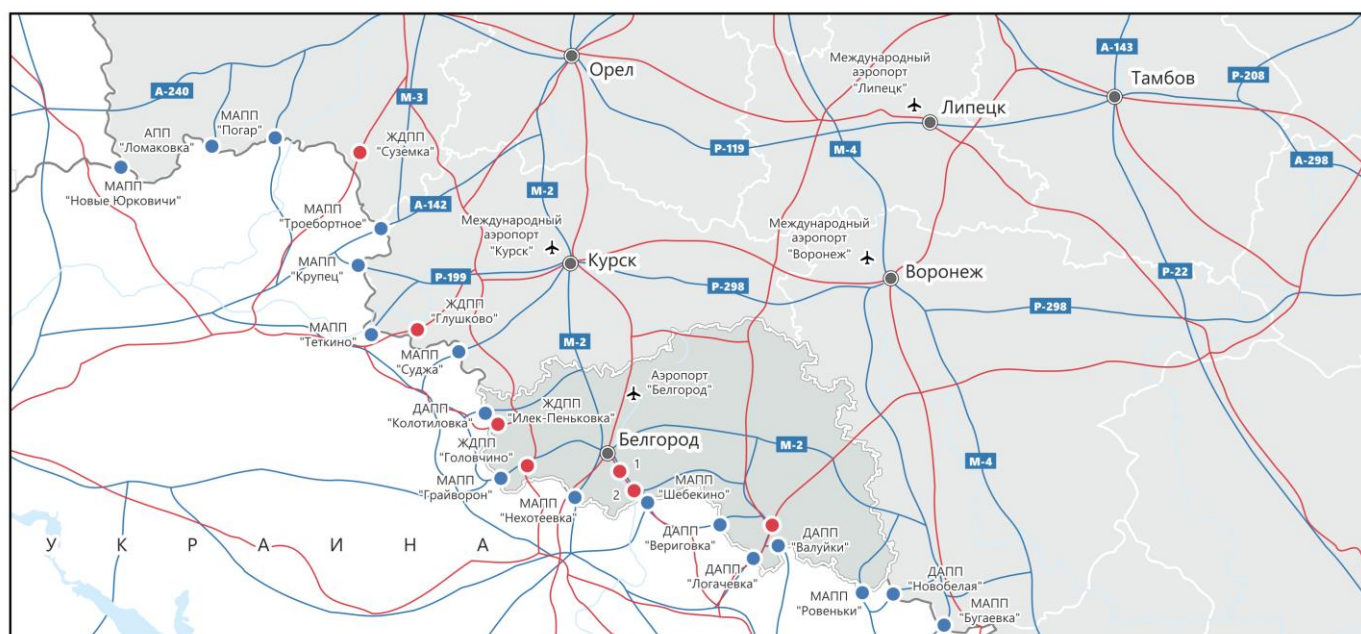 А-143
Р-208
Орел
Международный
аэропорт
"Липецк"
Тамбов
А-240
М-3
МАПП
"Погар"
АПП
"Ломаковка"
ЖДПП
"Суземка"
Липецк
Р-119
М-4
А-298
МАПП
"Новые Юрковичи"
М-2
А-142
МАПП
"Троебортное"
Международный
аэропорт
"Курск"
Международный
аэропорт
"Воронеж"
МАПП
"Крупец"
Р-199
Курск
Р-298
Воронеж
Р-22
Р-298
ЖДПП
"Глушково"
МАПП
"Теткино"
М-2
МАПП
"Суджа"
Аэропорт
"Белгород"
ДАПП
"Колотиловка"
ЖДПП
"Илек-Пеньковка"
ЖДПП
"Головчино"
Белгород
М-2
М-4
1
2
МАПП
"Грайворон"
МАПП
"Шебекино"
МАПП
"Нехотеевка"
У К Р А И Н А
ДАПП
"Вериговка"
ДАПП
"Валуйки"
ДАПП
"Логачевка"
ДАПП
"Новобелая"
МАПП
"Ровеньки"
МАПП
"Бугаевка"